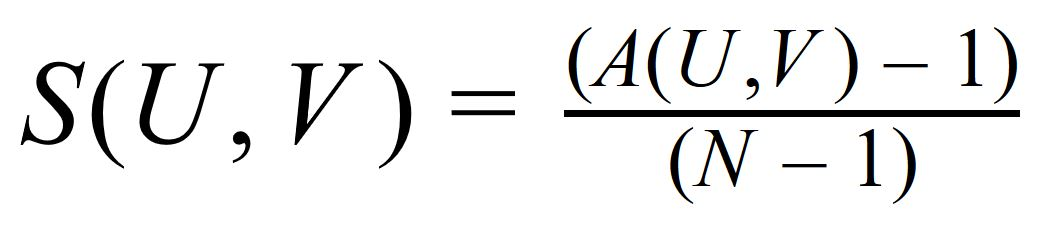 S(U,V) = (A(U,V) – 1)
(N – 1)